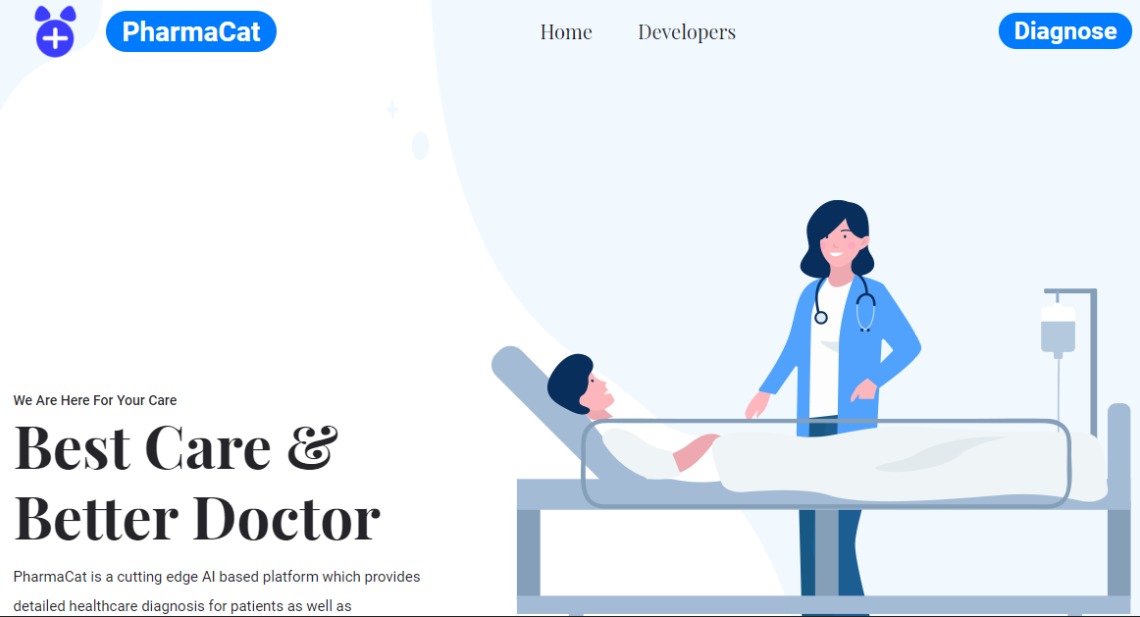 PharmaCat
Home
Developers
Diagnose
We Are Here For Your Care
Best Care &
Better Doctor
PharmaCat is a cutting edge AI based platform which provides
detailed healthcare diagnosis for patients as well as